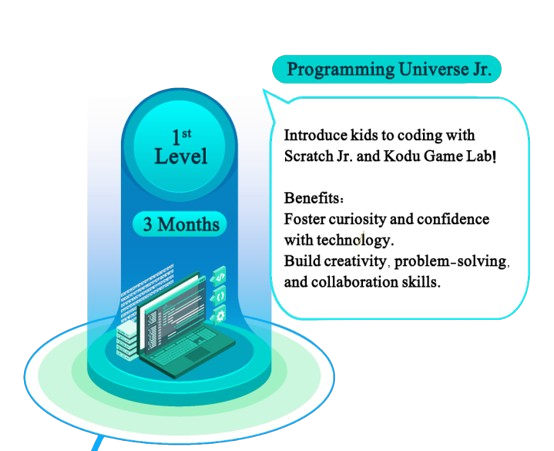 Programming Universe Jr.
1st
Level
3 Months
Introduce kids to coding with
Scratch Jr. and Kodu Game Lab!
Benefits:
Foster curiosity and confidence
with technology.
Build creativity, problem-solving,
and collaboration skills.